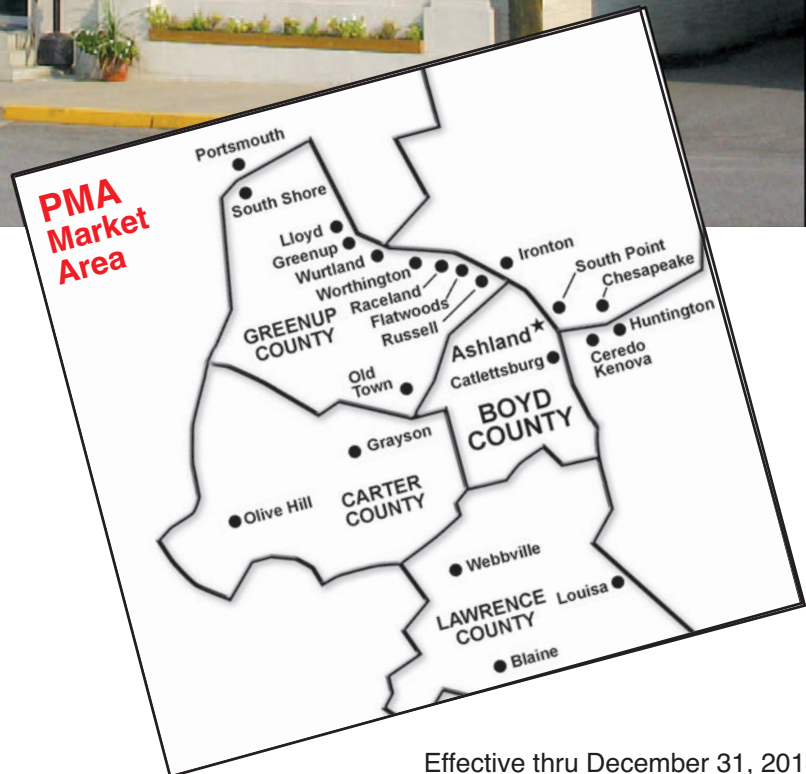 PMA
Market
Area
Portsmouth
South Shore
Lloyd
Greenup
Wurtland
Worthington
Raceland
Flatwoods
Russell
GREENUP
COUNTY
Ironton
South Point
Chesapeake
Huntington
Ceredo
Kenova
Ashland
Catlettsburg
BOYD
COUNTY
Old
Town
Grayson
Olive Hill
CARTER
COUNTY
Webbville
Louisa
LAWRENCE
COUNTY
Blaine
Effective thru December 31, 201